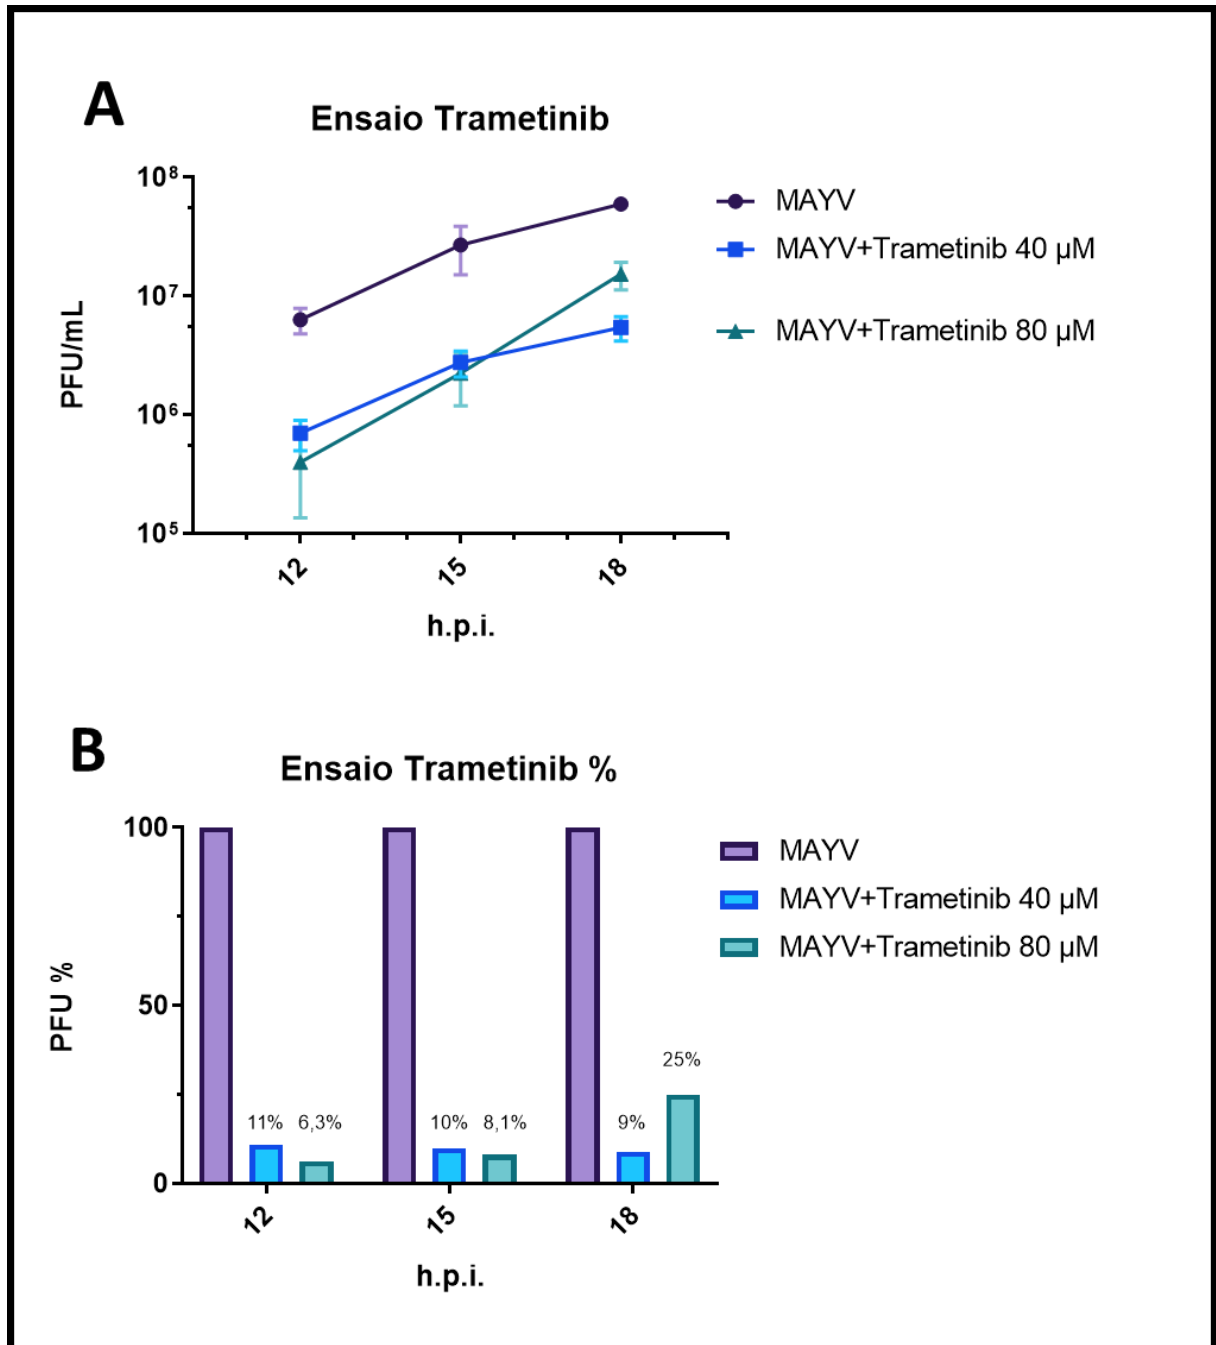 A
Ensaio Trametinib
10⁸
10⁷
10⁶
10⁵
PFU/mL
12
15
18
h.p.i.
MAYV
MAYV+Trametinib 40 µM
MAYV+Trametinib 80 µM
B
Ensaio Trametinib %
100
50
0
PFU %
11%
6,3%
10%
8,1%
9%
25%
12
15
18
h.p.i.
MAYV
MAYV+Trametinib 40 µM
MAYV+Trametinib 80 µM